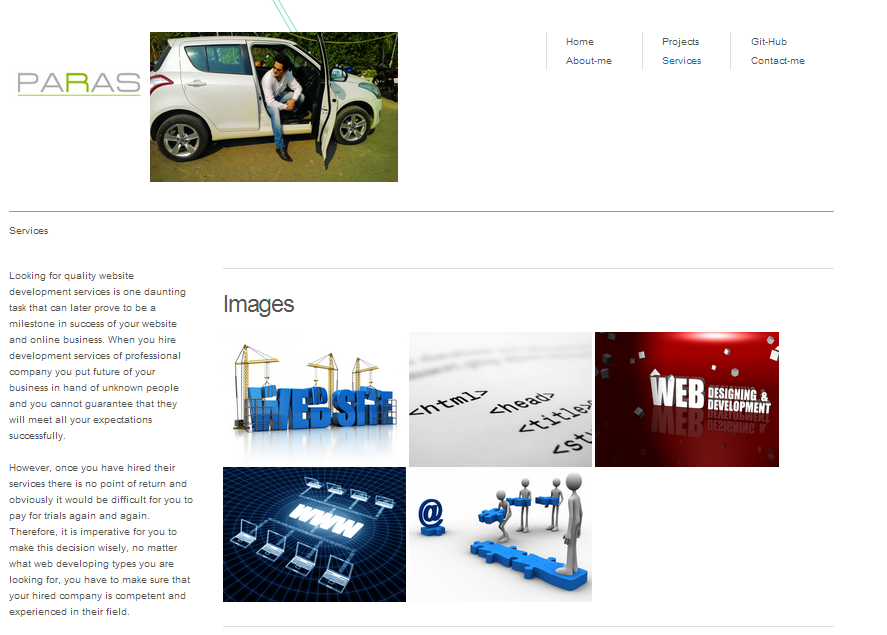 PARAS
Home
About-me
Projects
Services
Git-Hub
Contact-me
Services
Looking for quality website
development services is one daunting
task that can later prove to be a
milestone in success of your website
and online business. When you hire
development services of professional
company you put future of your
business in hand of unknown people
and you cannot guarantee that they
will meet all your expectations
successfully.
However, once you have hired their
services there is no point of return and
obviously it would be difficult for you to
pay for trials again and again.
Therefore, it is imperative for you to
make this decision wisely, no matter
what web developing types you are
looking for, you have to make sure that
your hired company is competent and
experienced in their field.
Images
WEB SITE
<html>
<head>
<title>
<st
WEB DESIGNING &
DEVELOPMENT
www
@